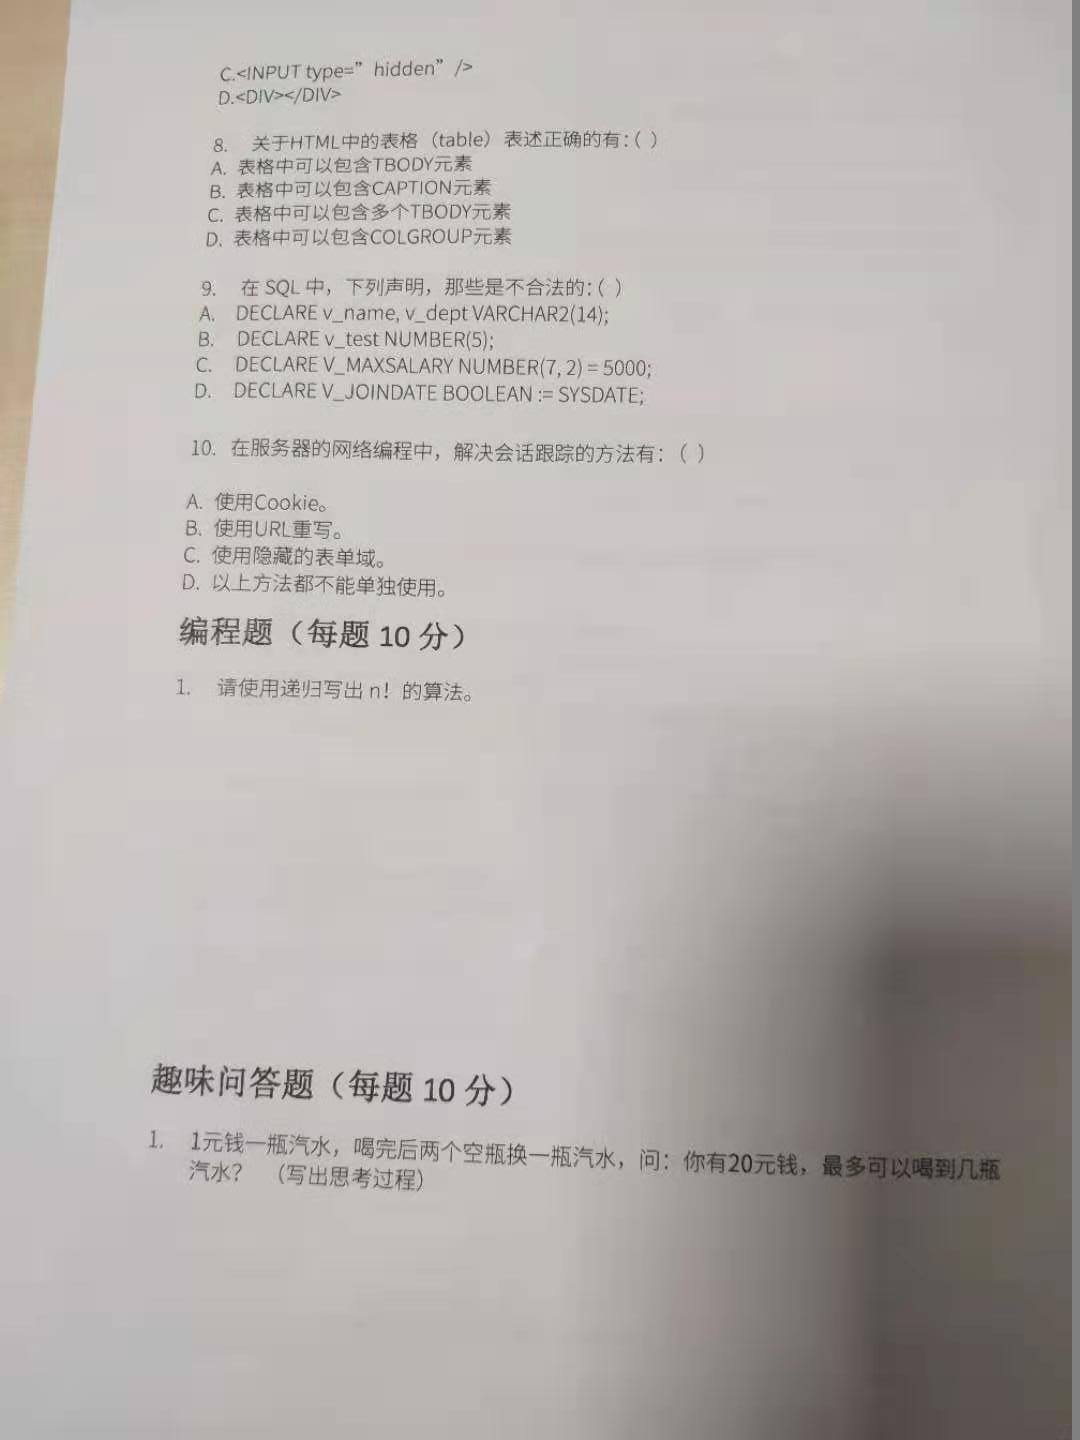 C.<INPUT type=”hidden” />
D.<DIV></DIV>
8. 关于HTML中的表格（table）表述正确的有：( )
A. 表格中可以包含TBODY元素
B. 表格中可以包含CAPTION元素
C. 表格中可以包含多个TBODY元素
D. 表格中可以包含COLGROUP元素
9. 在 SQL 中，下列声明，那些是不合法的：( )
A. DECLARE v_name, v_dept VARCHAR2(14);
B. DECLARE v_test NUMBER(5);
C. DECLARE V_MAXSALARY NUMBER(7, 2) = 5000;
D. DECLARE V_JOINDATE BOOLEAN := SYSDATE;
10. 在服务器的网络编程中，解决会话跟踪的方法有：( )
A. 使用Cookie。
B. 使用URL重写。
C. 使用隐藏的表单域。
D. 以上方法都不能单独使用。
编程题（每题 10 分）
1. 请使用递归写出 n！的算法。
趣味问答题（每题 10 分）
1. 1元钱一瓶汽水，喝完后两个空瓶换一瓶汽水，问：你有20元钱，最多可以喝到几瓶
汽水？ （写出思考过程）